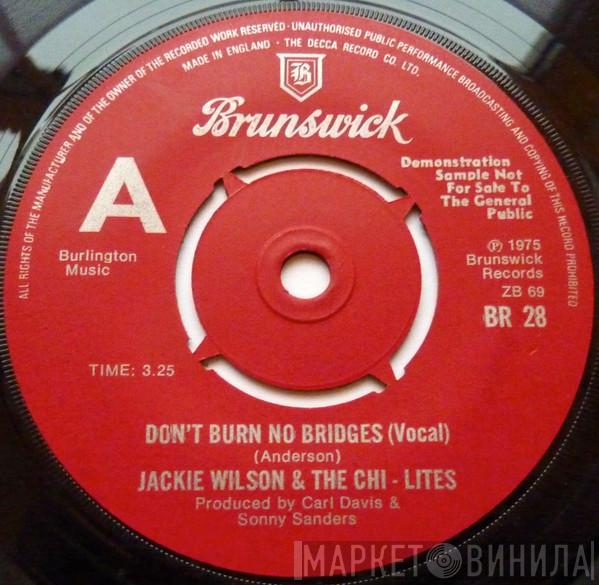 ALL RIGHTS OF THE MANUFACTURER AND OF THE OWNER OF THE RECORDED WORK RESERVED · UNAUTHORISED PUBLIC PERFORMANCE BROADCASTING AND COPYING OF THIS RECORD PROHIBITED
MADE IN ENGLAND · THE DECCA RECORD CO. LTD.
B
Brunswick
A
Demonstration
Sample Not
For Sale To
The General
Public
Burlington
Music
℗ 1975
Brunswick
Records
ZB 69
BR 28
TIME: 3.25
DON'T BURN NO BRIDGES (Vocal)
(Anderson)
JACKIE WILSON & THE CHI - LITES
Produced by Carl Davis &
Sonny Sanders
МАРКЕТ ВИНИЛА